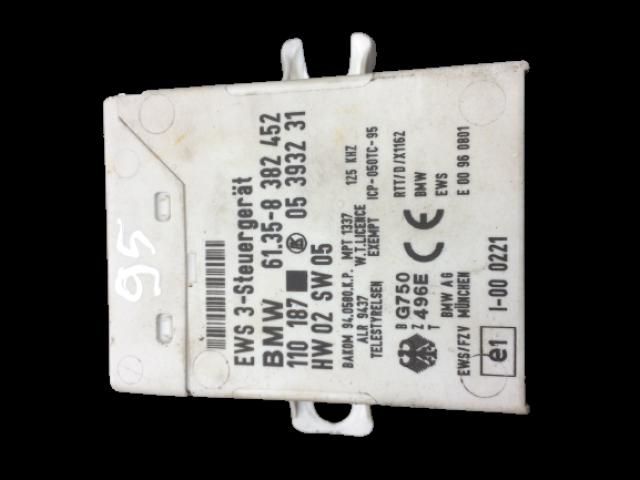 95
EWS 3-Steuergerät
BMW 61.35-8 382 452
110 187 05 3932 31
HW 02 SW 05
BAKOM 94.0580.K.P. MPT 1337 125 KHZ
ALR 9437 W.T.LICENCE ICP-050TC-95
TELESTYRELSEN EXEMPT
B G750 CE RTT/D/X1162
Z 496E BMW
T BMW AG EWS
EWS/FZV MÜNCHEN E 00 96 0801
e1 I-00 0221